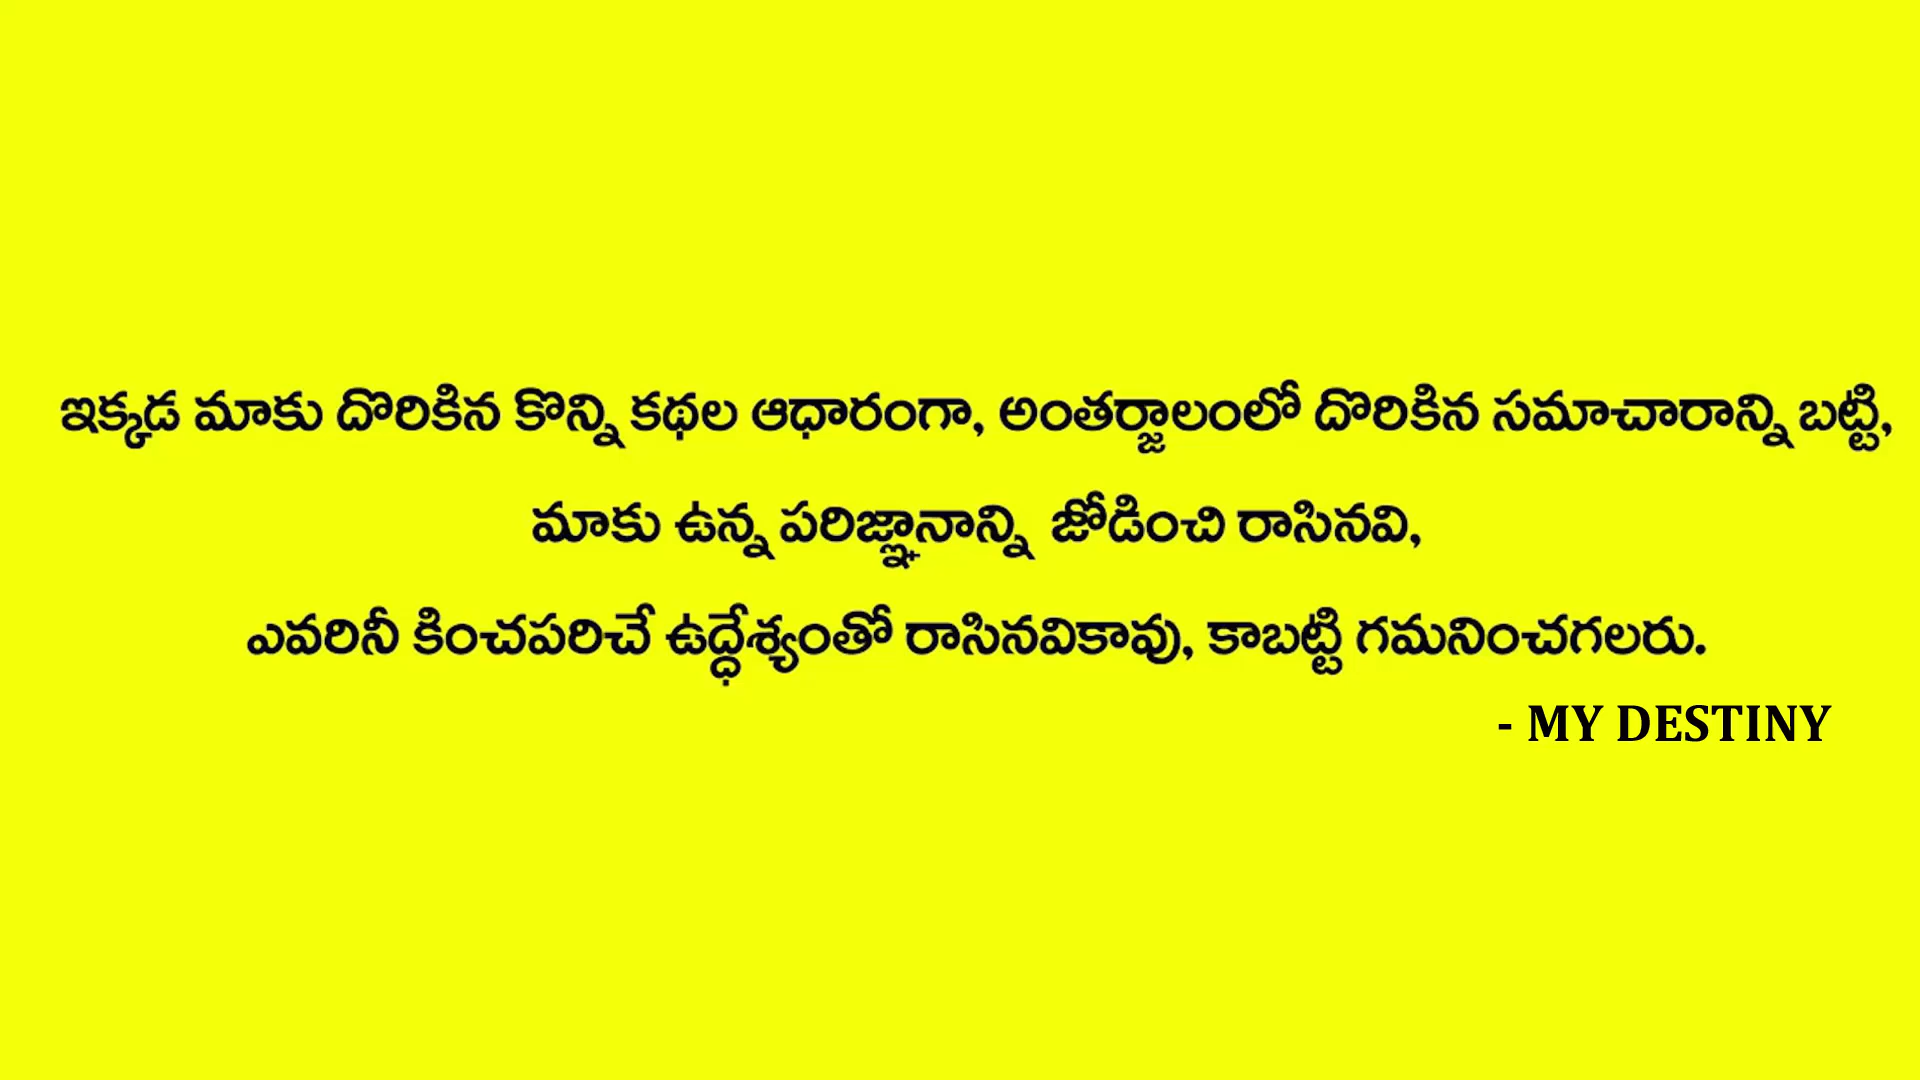 ఇక్కడ మాకు దొరికిన కొన్ని కథల ఆధారంగా, అంతర్జాలంలో దొరికిన సమాచారాన్ని బట్టి,
మాకు ఉన్న పరిజ్ఞానాన్ని జోడించి రాసినవి,
ఎవరినీ కించపరిచే ఉద్ధేశ్యంతో రాసినవికావు, కాబట్టి గమనించగలరు.
- MY DESTINY